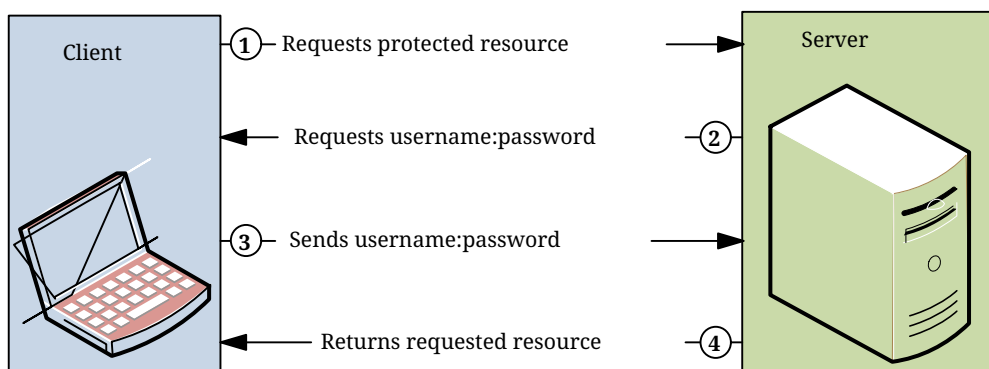 Client
Server
1 Requests protected resource
Requests username:password 2
3 Sends username:password
Returns requested resource 4